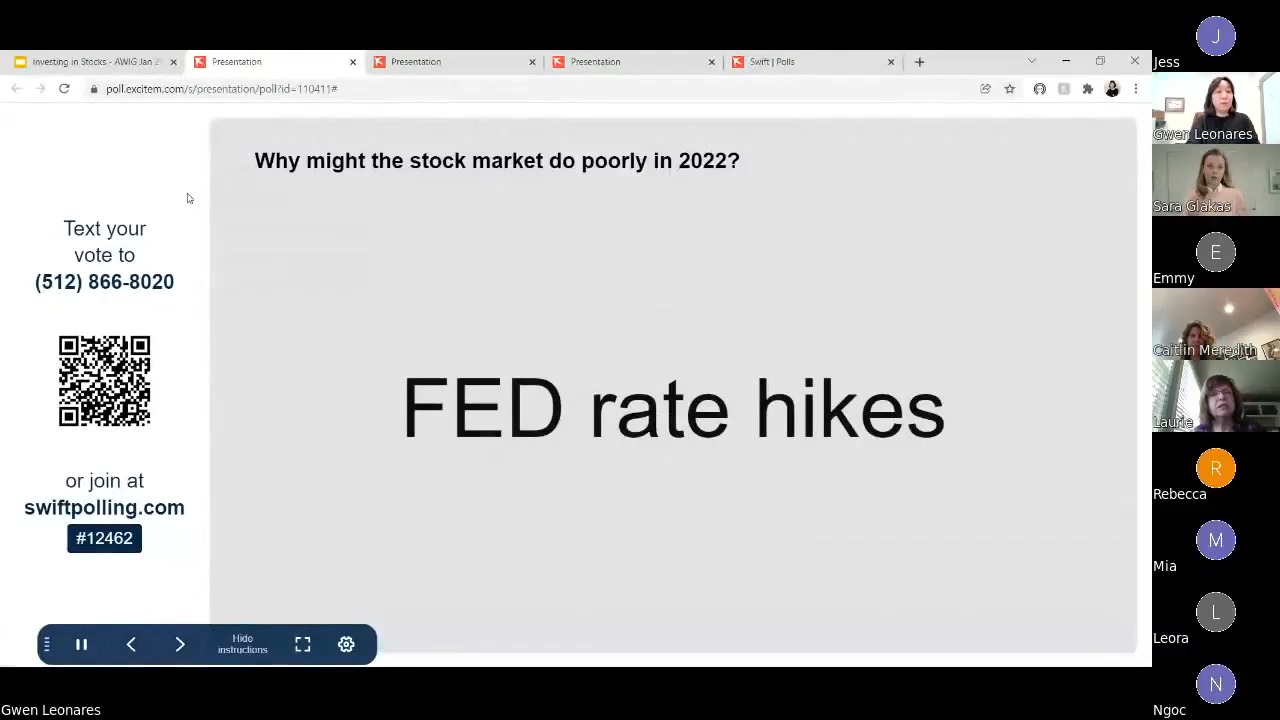 Investing in Stocks - AWIG Jan 2
Presentation
Presentation
Presentation
Swift | Polls
poll.excitem.com/s/presentation/poll?id=110411#
Why might the stock market do poorly in 2022?
Text your
vote to
(512) 866-8020
or join at
swiftpolling.com
#12462
FED rate hikes
Hide
instructions
Gwen Leonares
J
Jess
Gwen Leonares
Sara Glakas
E
Emmy
Caitlin Meredith
Laurie
R
Rebecca
M
Mia
L
Leora
N
Ngoc